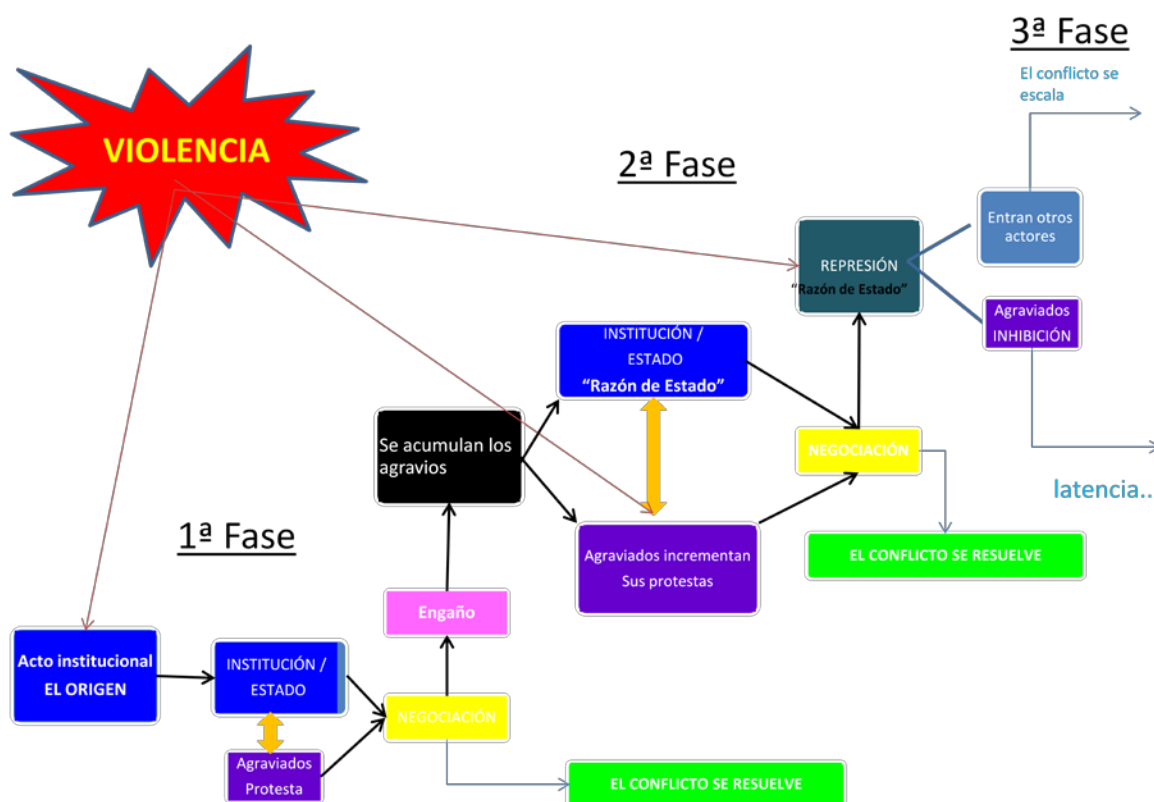 3ª Fase
El conflicto se
escala
VIOLENCIA
2ª Fase
Entran otros
actores
REPRESIÓN
“Razón de Estado”
Agraviados
INHIBICIÓN
INSTITUCIÓN /
ESTADO
“Razón de Estado”
Se acumulan los
agravios
NEGOCIACIÓN
latencia..
1ª Fase
Agraviados incrementan
Sus protestas
EL CONFLICTO SE RESUELVE
Engaño
Acto institucional
EL ORIGEN
INSTITUCIÓN /
ESTADO
NEGOCIACIÓN
Agraviados
Protesta
EL CONFLICTO SE RESUELVE